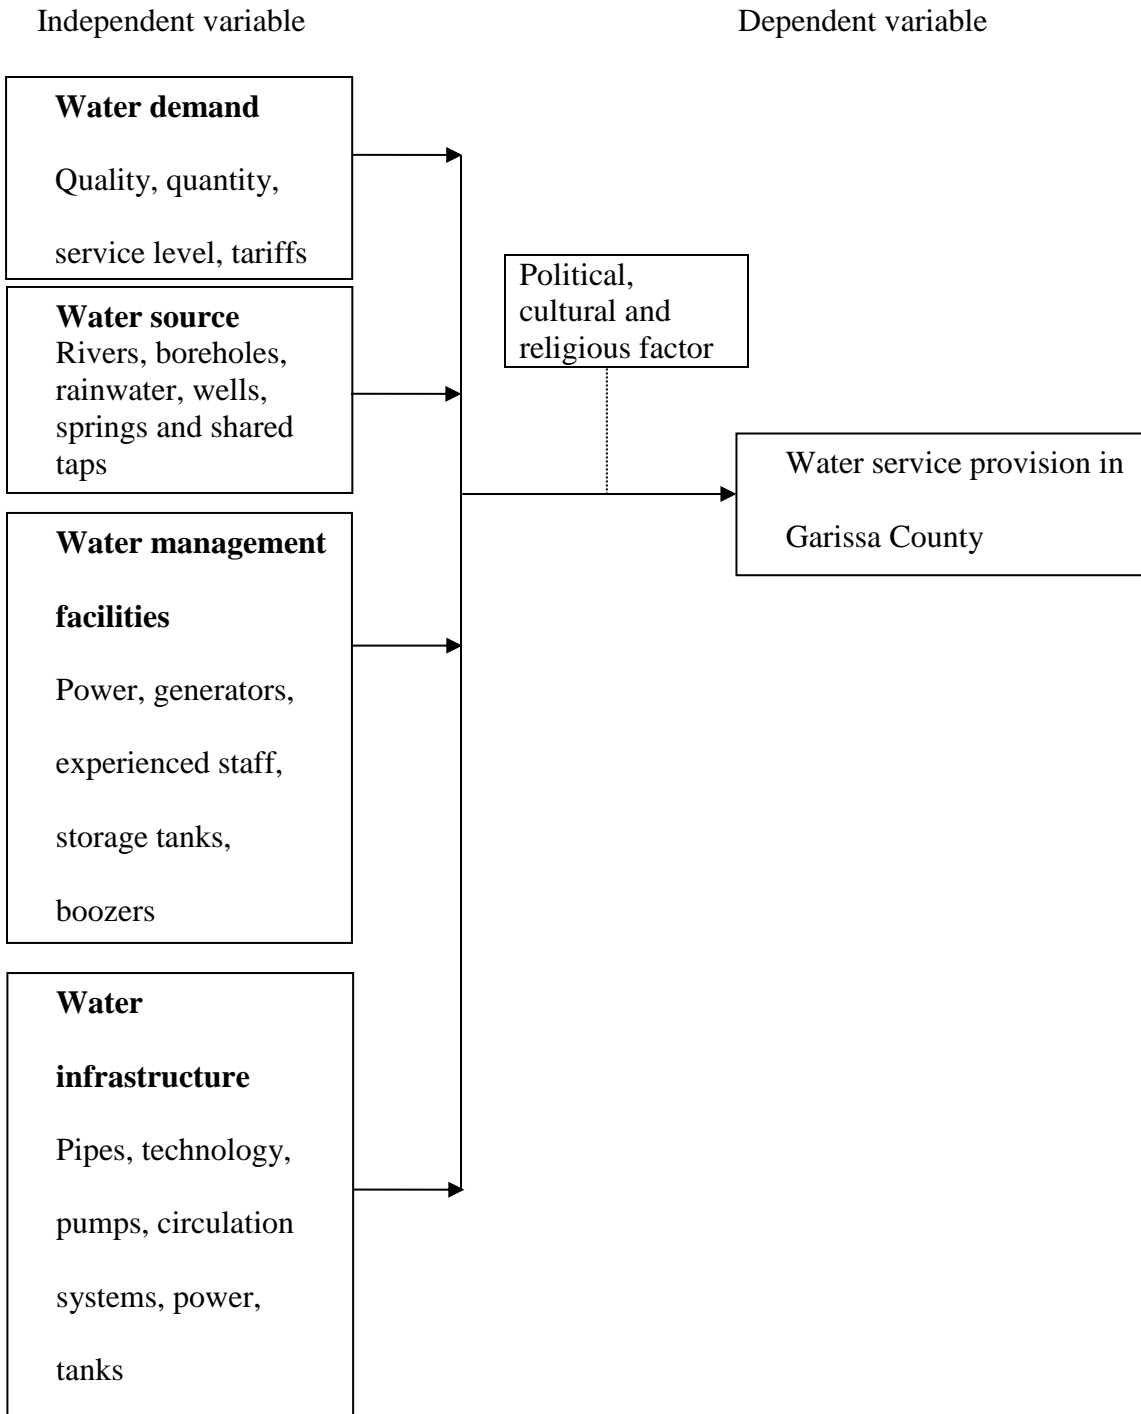 Independent variable
Dependent variable
Water demand
Quality, quantity,
service level, tariffs
Water source
Rivers, boreholes,
rainwater, wells,
springs and shared
taps
Water management
facilities
Power, generators,
experienced staff,
storage tanks,
boozers
Water
infrastructure
Pipes, technology,
pumps, circulation
systems, power,
tanks
Political,
cultural and
religious factor
Water service provision in
Garissa County